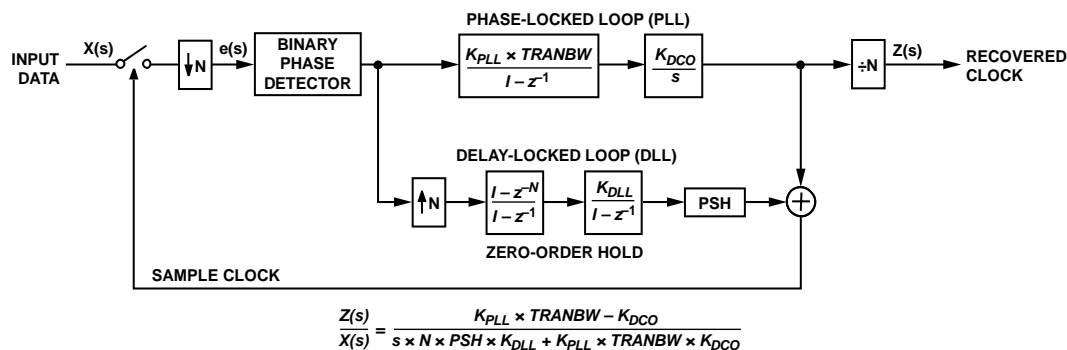 PHASE-LOCKED LOOP (PLL)
INPUT
DATA
X(s)
↓N
e(s)
BINARY
PHASE
DETECTOR
K_PLL × TRANBW
I – z⁻¹
K_DCO
s
÷N
Z(s)
RECOVERED
CLOCK
DELAY-LOCKED LOOP (DLL)
↑N
I – z⁻ᴺ
I – z⁻¹
K_DLL
I – z⁻¹
PSH
+
ZERO-ORDER HOLD
SAMPLE CLOCK
Z(s)
X(s)
=
K_PLL × TRANBW – K_DCO
s × N × PSH × K_DLL + K_PLL × TRANBW × K_DCO